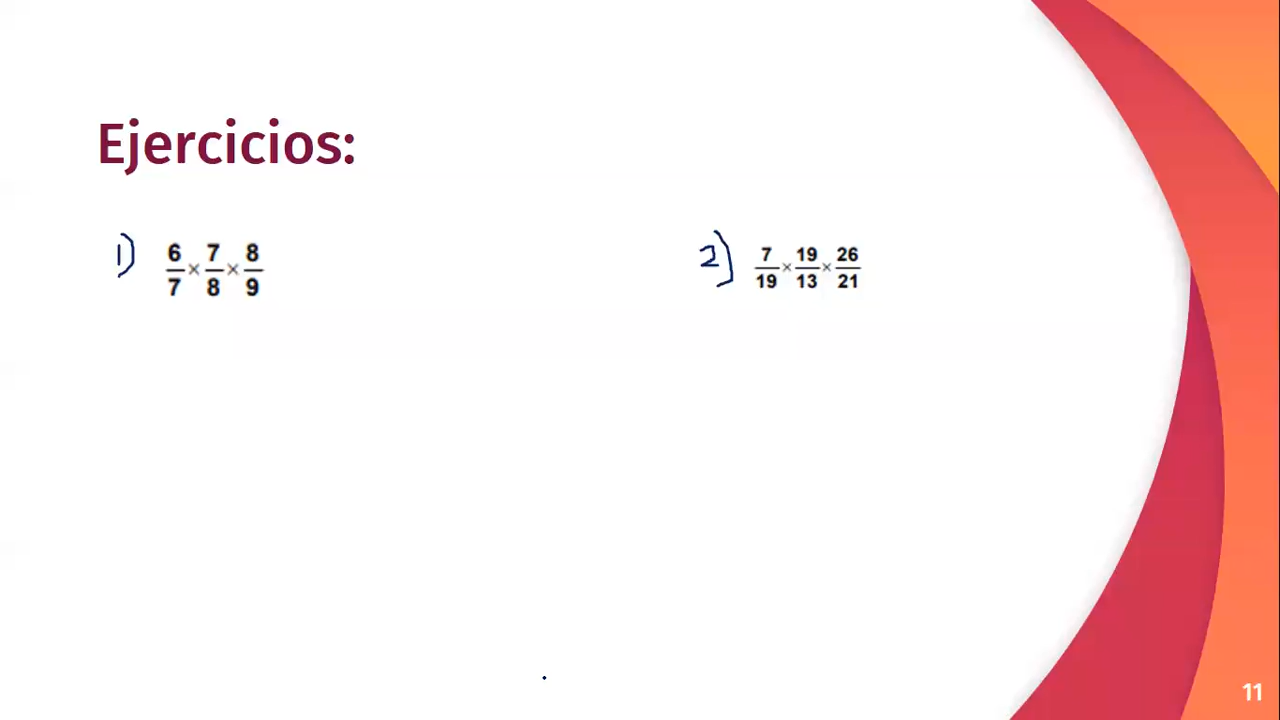 Ejercicios:
1) 6/7 × 7/8 × 8/9
2) 7/19 × 19/13 × 26/21
11